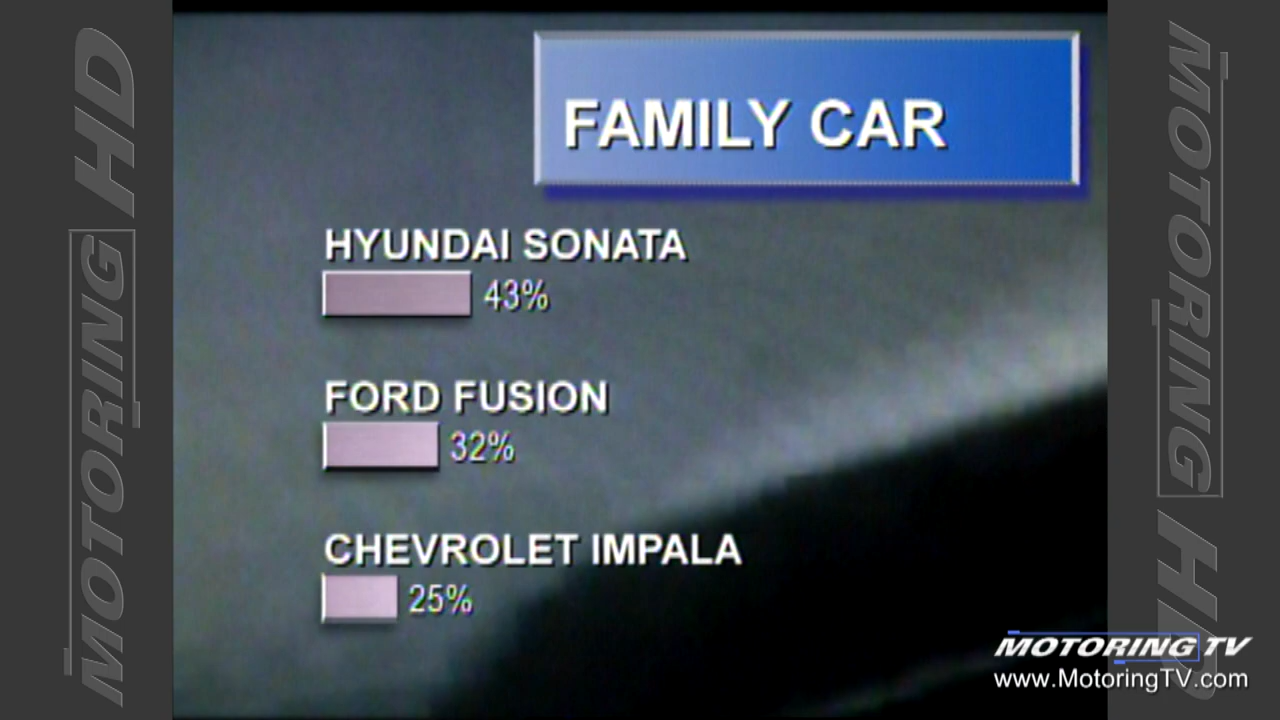 MOTORING HD
FAMILY CAR
HYUNDAI SONATA
43%
FORD FUSION
32%
CHEVROLET IMPALA
25%
MOTORING HD
MOTORING TV
www.MotoringTV.com